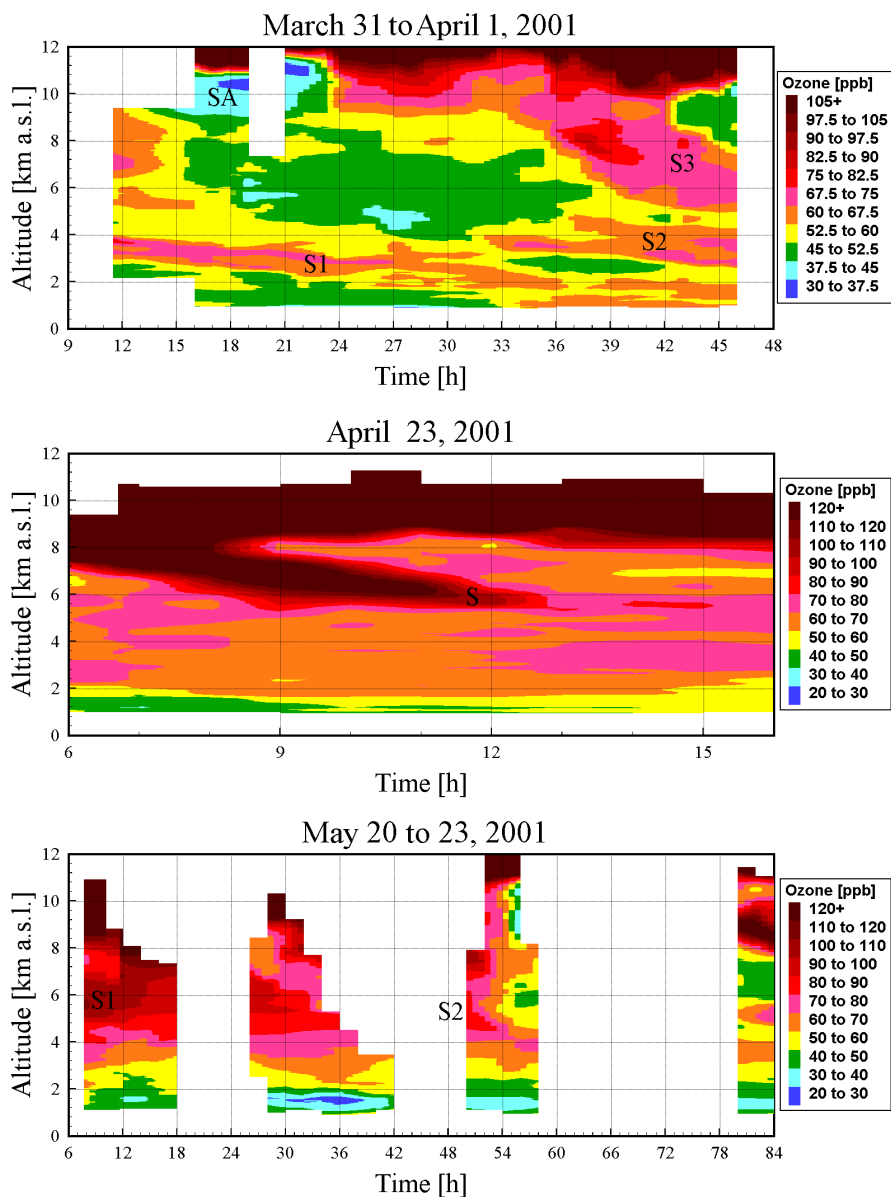 March 31 to April 1, 2001
Altitude [km a.s.l.]
12
10
8
6
4
2
0
SA
S1
S2
S3
9 12 15 18 21 24 27 30 33 36 39 42 45 48
Time [h]
Ozone [ppb]
105+
97.5 to 105
90 to 97.5
82.5 to 90
75 to 82.5
67.5 to 75
60 to 67.5
52.5 to 60
45 to 52.5
37.5 to 45
30 to 37.5
April 23, 2001
Altitude [km a.s.l.]
12
10
8
6
4
2
0
S
6 9 12 15
Time [h]
Ozone [ppb]
120+
110 to 120
100 to 110
90 to 100
80 to 90
70 to 80
60 to 70
50 to 60
40 to 50
30 to 40
20 to 30
May 20 to 23, 2001
Altitude [km a.s.l.]
12
10
8
6
4
2
0
S1
S2
6 12 18 24 30 36 42 48 54 60 66 72 78 84
Time [h]
Ozone [ppb]
120+
110 to 120
100 to 110
90 to 100
80 to 90
70 to 80
60 to 70
50 to 60
40 to 50
30 to 40
20 to 30